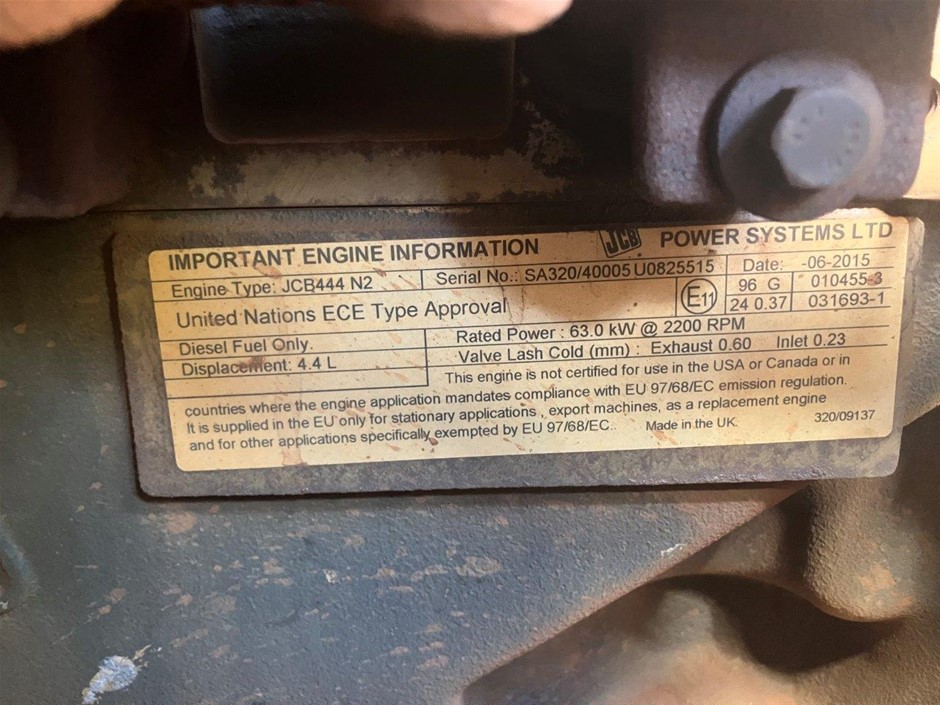 IMPORTANT ENGINE INFORMATION JCB POWER SYSTEMS LTD
Engine Type: JCB444 N2 Serial No.: SA320/40005 U0825515 Date: -06-2015
United Nations ECE Type Approval E11 96 G 010455-3
24 0.37 031693-1
Diesel Fuel Only. Rated Power : 63.0 kW @ 2200 RPM
Displacement: 4.4 L Valve Lash Cold (mm) : Exhaust 0.60 Inlet 0.23
This engine is not certified for use in the USA or Canada or in
countries where the engine application mandates compliance with EU 97/68/EC emission regulation.
It is supplied in the EU only for stationary applications , export machines, as a replacement engine
and for other applications specifically exempted by EU 97/68/EC. Made in the UK. 320/09137